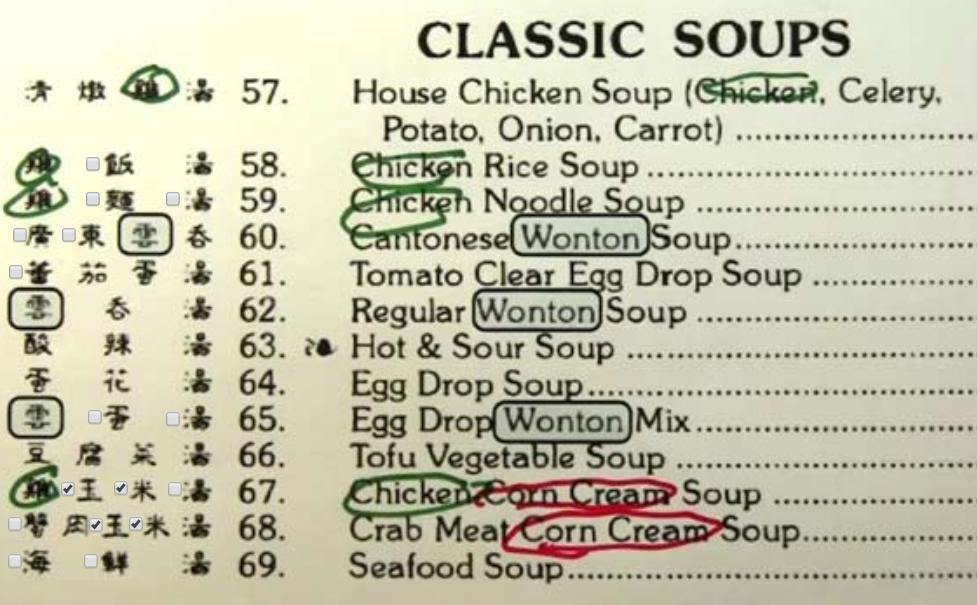 CLASSIC SOUPS
清燉雞湯 57. House Chicken Soup (Chicken, Celery,
Potato, Onion, Carrot)
雞飯湯 58. Chicken Rice Soup
雞麵湯 59. Chicken Noodle Soup
廣東雲吞 60. Cantonese Wonton Soup
蕃茄蛋湯 61. Tomato Clear Egg Drop Soup
雲吞湯 62. Regular Wonton Soup
酸辣湯 63. Hot & Sour Soup
蛋花湯 64. Egg Drop Soup
雲蛋湯 65. Egg Drop Wonton Mix
豆腐菜湯 66. Tofu Vegetable Soup
雞玉米湯 67. Chicken Corn Cream Soup
蟹肉玉米湯 68. Crab Meat Corn Cream Soup
海鮮湯 69. Seafood Soup